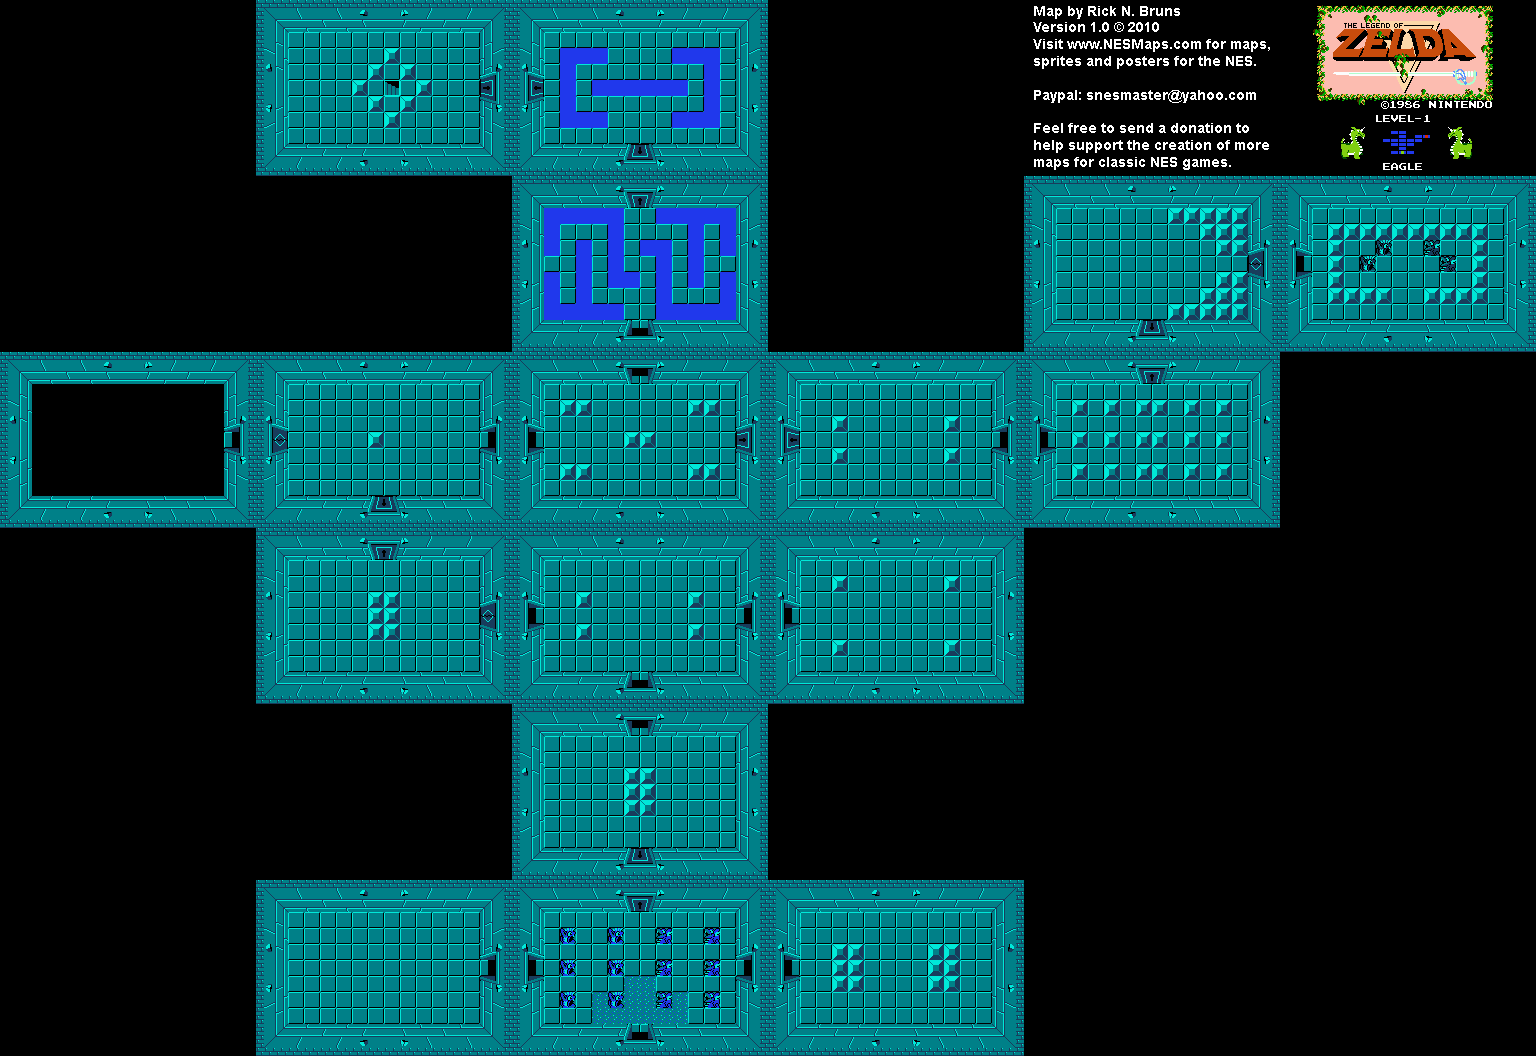 Map by Rick N. Bruns
Version 1.0 © 2010
Visit www.NESMaps.com for maps,
sprites and posters for the NES.
Paypal: snesmaster@yahoo.com
Feel free to send a donation to
help support the creation of more
maps for classic NES games.
THE LEGEND OF
ZELDA
©1986 NINTENDO
LEVEL-1
EAGLE